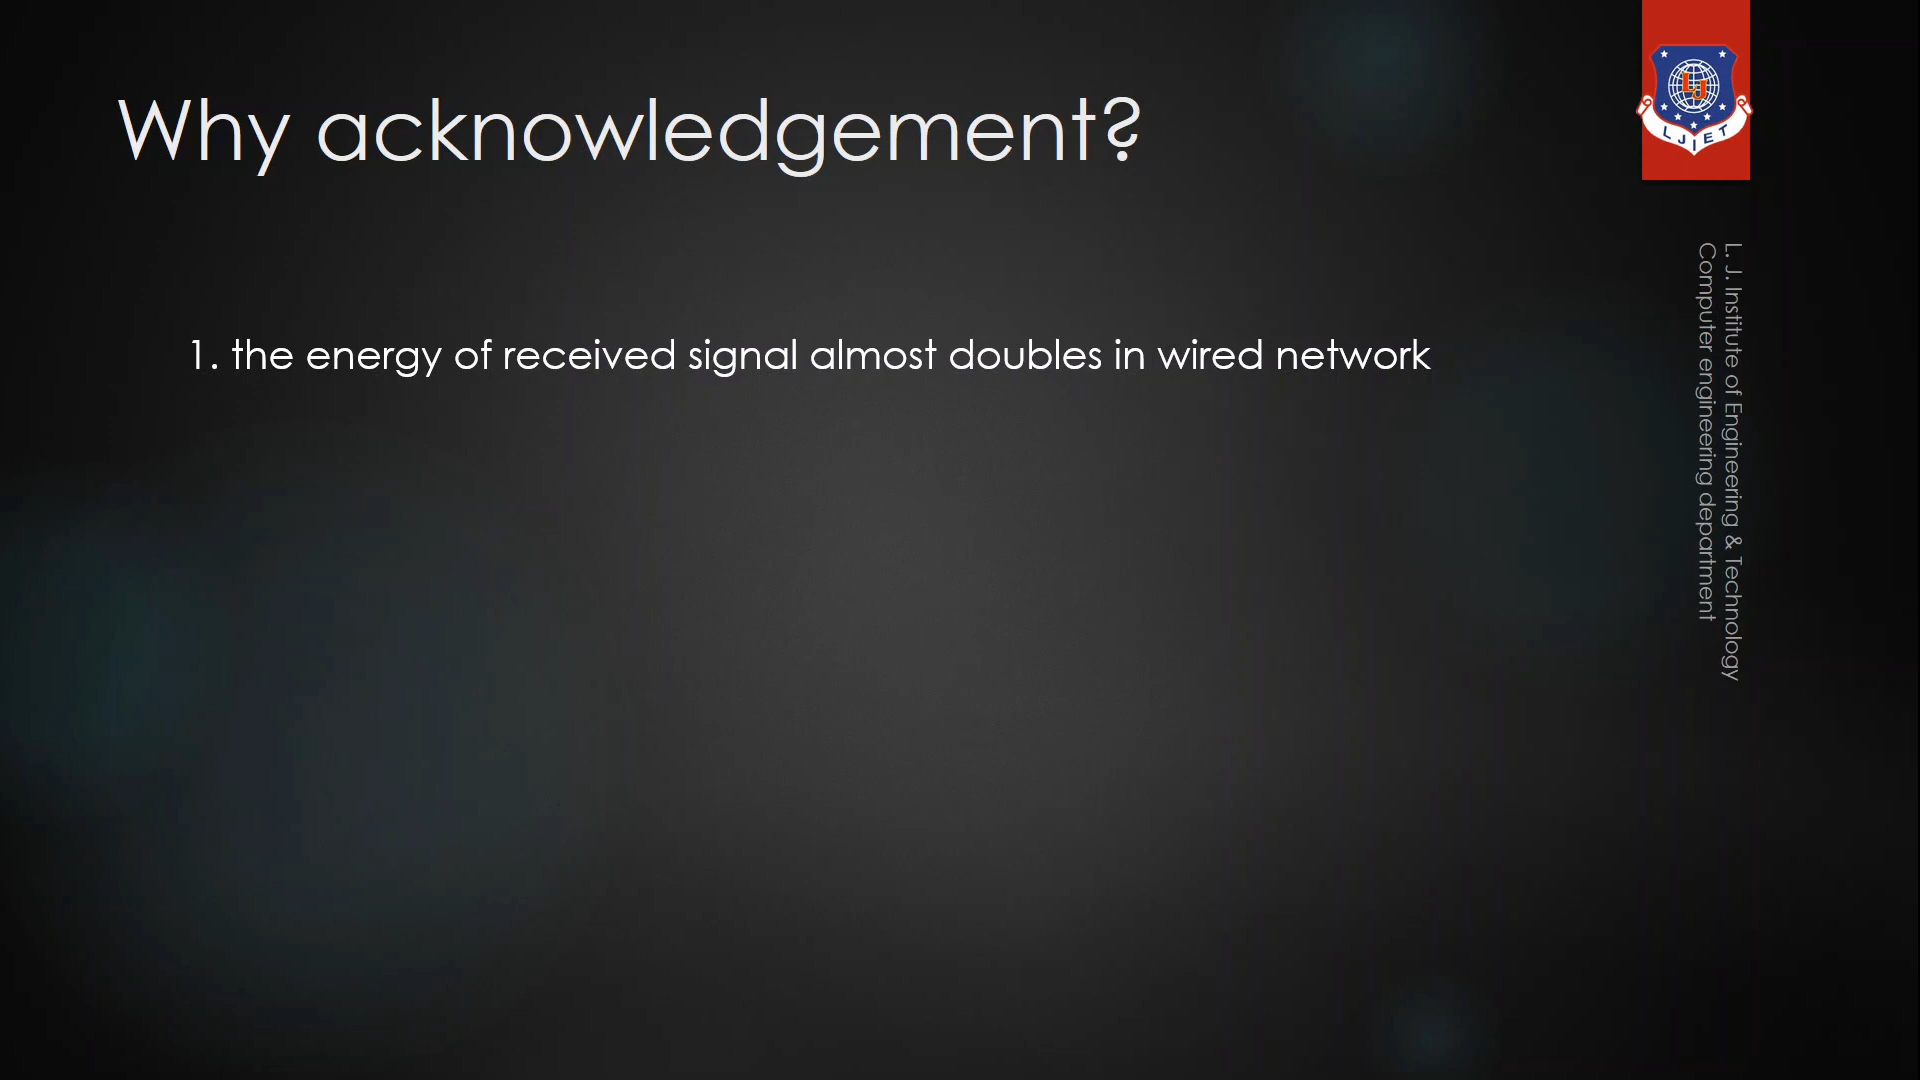 Why acknowledgement?
1. the energy of received signal almost doubles in wired network
LJ
LJIET
L. J. Institute of Engineering & Technology
Computer engineering department